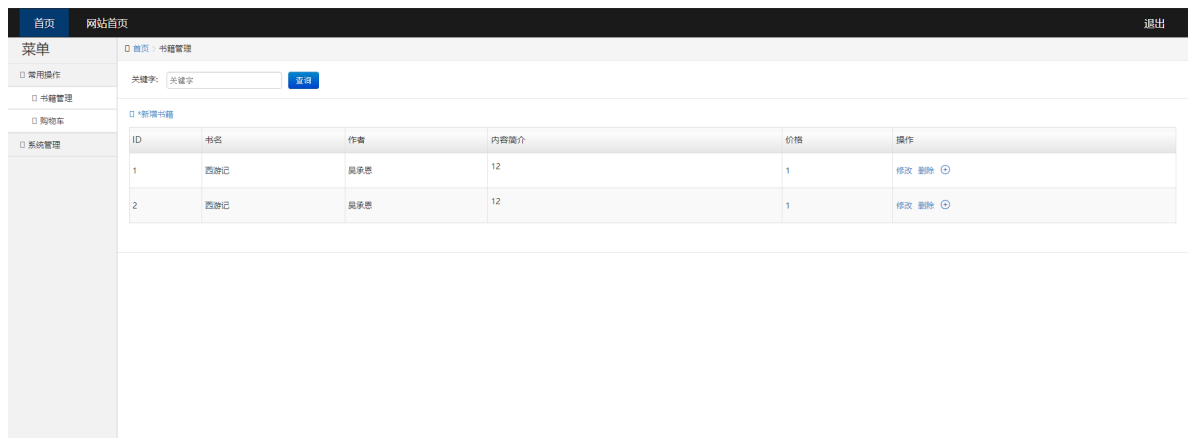 首页 网站首页 退出
菜单
首页 > 书籍管理
常用操作
书籍管理
购物车
系统管理
关键字: 关键字 查询
*新增书籍
ID 书名 作者 内容简介 价格 操作
1 西游记 吴承恩 12 1 修改 删除
2 西游记 吴承恩 12 1 修改 删除